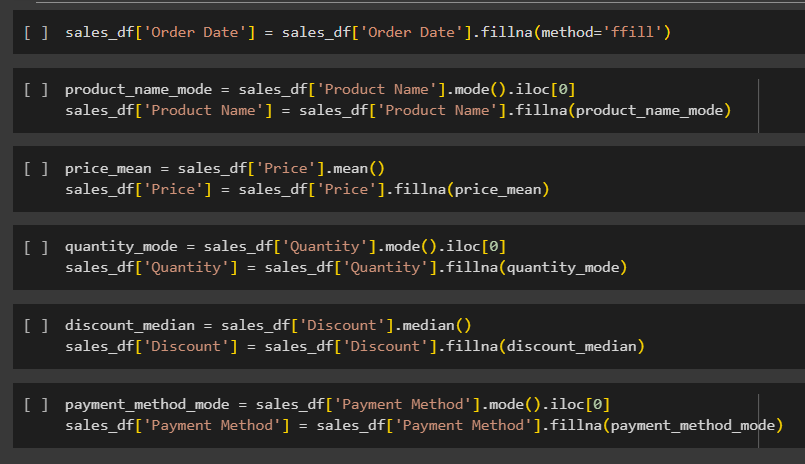 [ ] sales_df['Order Date'] = sales_df['Order Date'].fillna(method='ffill')
[ ] product_name_mode = sales_df['Product Name'].mode().iloc[0]
sales_df['Product Name'] = sales_df['Product Name'].fillna(product_name_mode)
[ ] price_mean = sales_df['Price'].mean()
sales_df['Price'] = sales_df['Price'].fillna(price_mean)
[ ] quantity_mode = sales_df['Quantity'].mode().iloc[0]
sales_df['Quantity'] = sales_df['Quantity'].fillna(quantity_mode)
[ ] discount_median = sales_df['Discount'].median()
sales_df['Discount'] = sales_df['Discount'].fillna(discount_median)
[ ] payment_method_mode = sales_df['Payment Method'].mode().iloc[0]
sales_df['Payment Method'] = sales_df['Payment Method'].fillna(payment_method_mode)